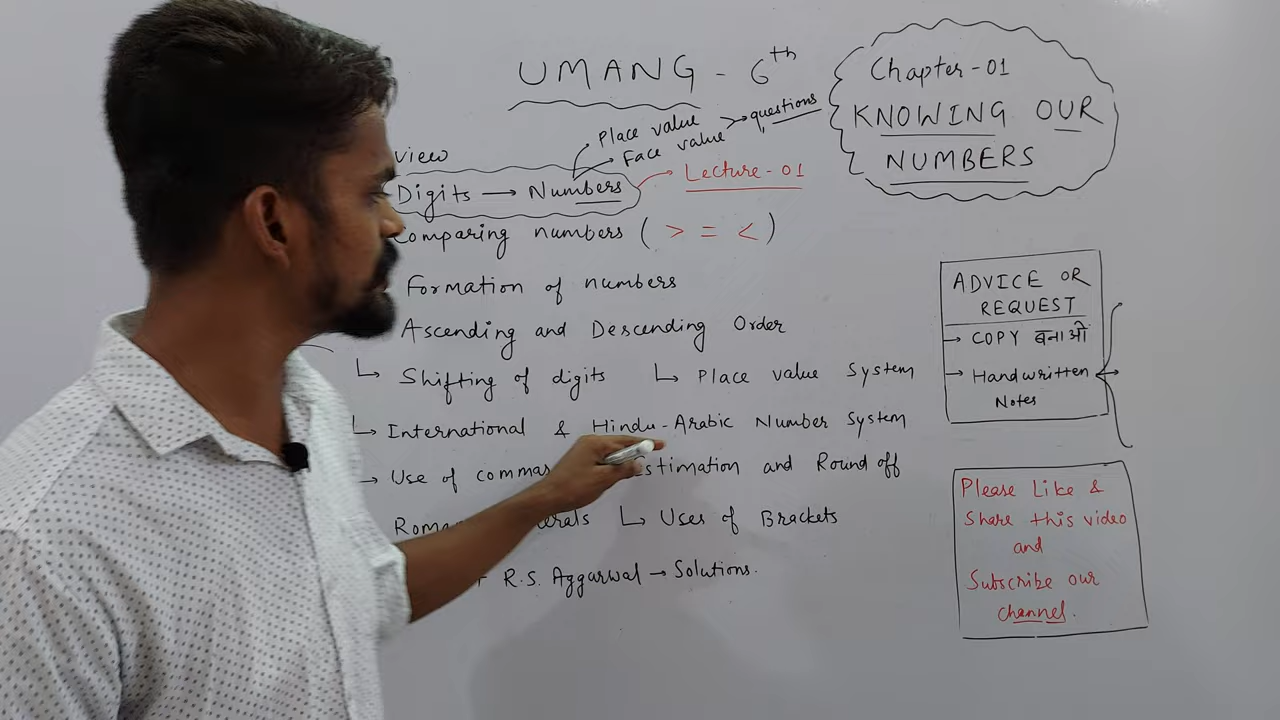 UMANG - 6th
Chapter-01
KNOWING OUR
NUMBERS
Place value
Face value
questions
view
Digits → Numbers
Lecture-01
Comparing numbers ( > = < )
Formation of numbers
Ascending and Descending Order
Shifting of digits
Place value System
International & Hindu-Arabic Number System
Use of commas
Estimation and Round off
Uses of Brackets
R.S. Aggarwal → Solutions.
ADVICE OR
REQUEST
→ COPY बनाओ
→ Handwritten
Notes
Please Like &
Share this video
and
Subscribe our
channel.